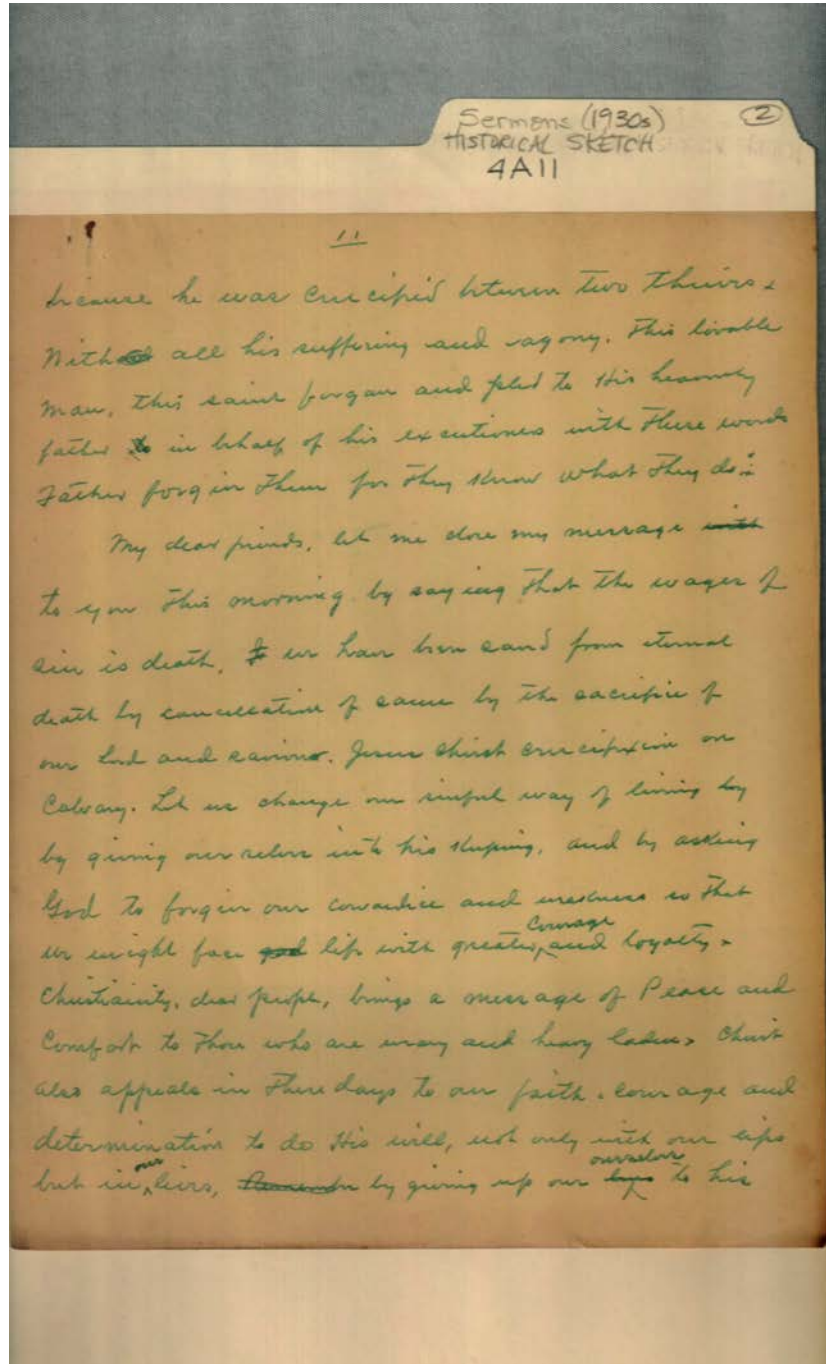 Sermons (1930s) 2
HISTORICAL SKETCH
4A11
11
because he was crucified between two thieves.
With all his suffering and agony. This lovable
man, this saint forgave and pled to His heavenly
father in behalf of his executioners with these words
Father forgive them for they know what they do:
My dear friends, let me close my message with
to you this morning by saying that the wages of
sin is death, we have been saved from eternal
death by cancellation of same by the sacrifice of
our Lord and saviour. Jesus Christ crucifixion on
Calvary. Let us change our sinful way of living by
by giving ourselves into his keeping, and by asking
God to forgive our cowardice and weakness so that
we might face god life with greater courage and loyalty.
Christianity, dear people, brings a message of Peace and
Comfort to those who are weary and heavy laden. Christ
also appeals in these days to our faith, courage and
determination to do His will, not only with our lips
but in our lives, Remember by giving up our ourselves to his